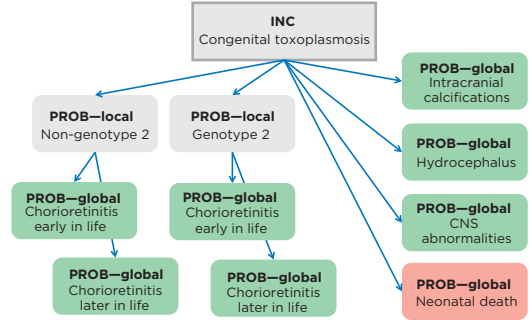 INC
Congenital toxoplasmosis
PROB—local
Non-genotype 2
PROB—local
Genotype 2
PROB—global
Chorioretinitis
early in life
PROB—global
Chorioretinitis
later in life
PROB—global
Chorioretinitis
early in life
PROB—global
Chorioretinitis
later in life
PROB—global
Intracranial
calcifications
PROB—global
Hydrocephalus
PROB—global
CNS
abnormalities
PROB—global
Neonatal death